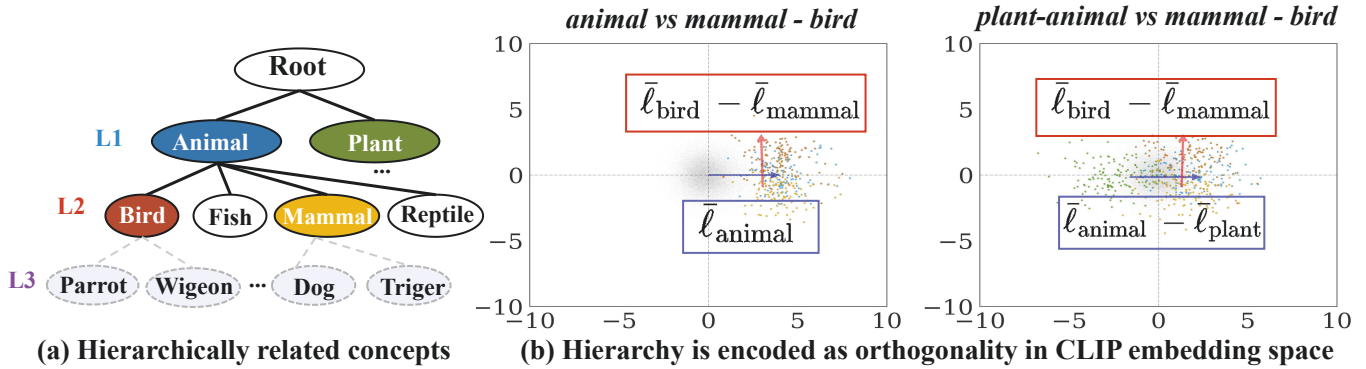 Root
L1
Animal
Plant
...
L2
Bird
Fish
Mammal
Reptile
L3
Parrot
Wigeon
...
Dog
Triger
(a) Hierarchically related concepts
animal vs mammal - bird
10
5
0
−5
−10
−10
−5
0
5
10
ℓ̄bird − ℓ̄mammal
ℓ̄animal
plant-animal vs mammal - bird
10
5
0
−5
−10
−10
−5
0
5
10
ℓ̄bird − ℓ̄mammal
ℓ̄animal − ℓ̄plant
(b) Hierarchy is encoded as orthogonality in CLIP embedding space